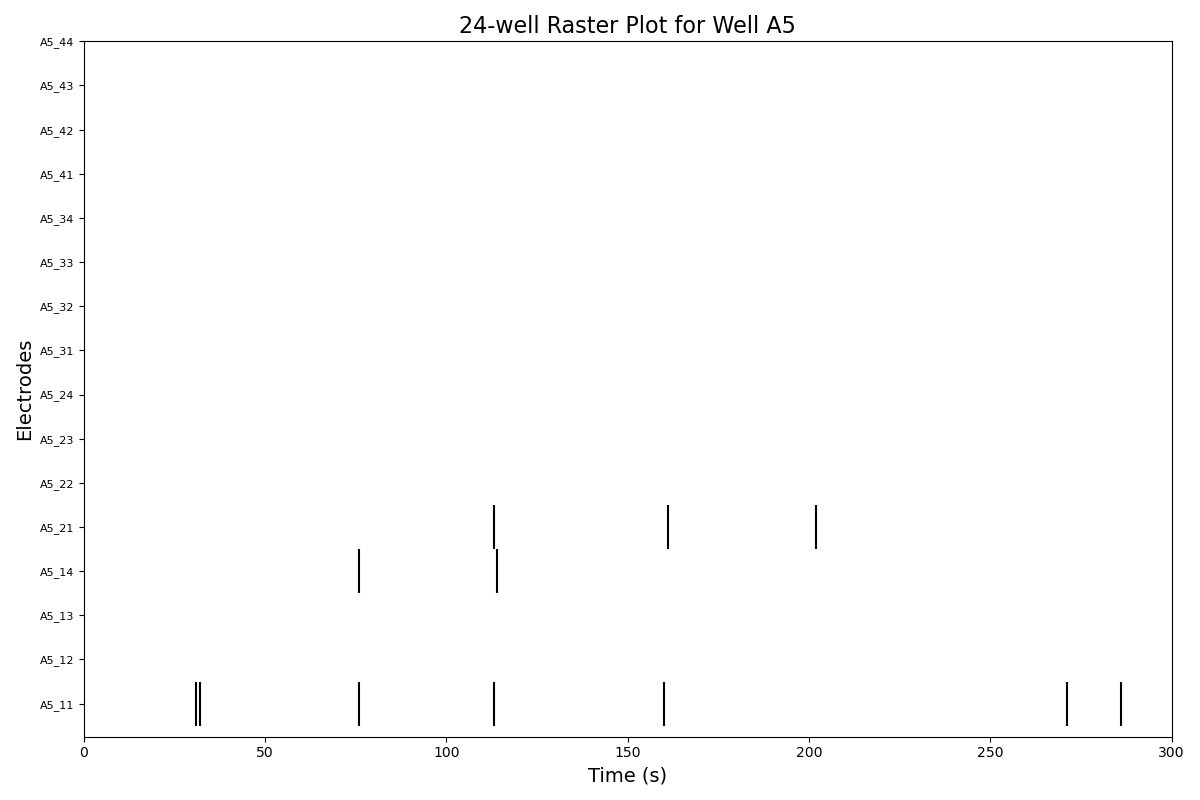 24-well Raster Plot for Well A5
A5_44
A5_43
A5_42
A5_41
A5_34
A5_33
A5_32
A5_31
A5_24
A5_23
A5_22
A5_21
A5_14
A5_13
A5_12
A5_11
Electrodes
0 50 100 150 200 250 300
Time (s)